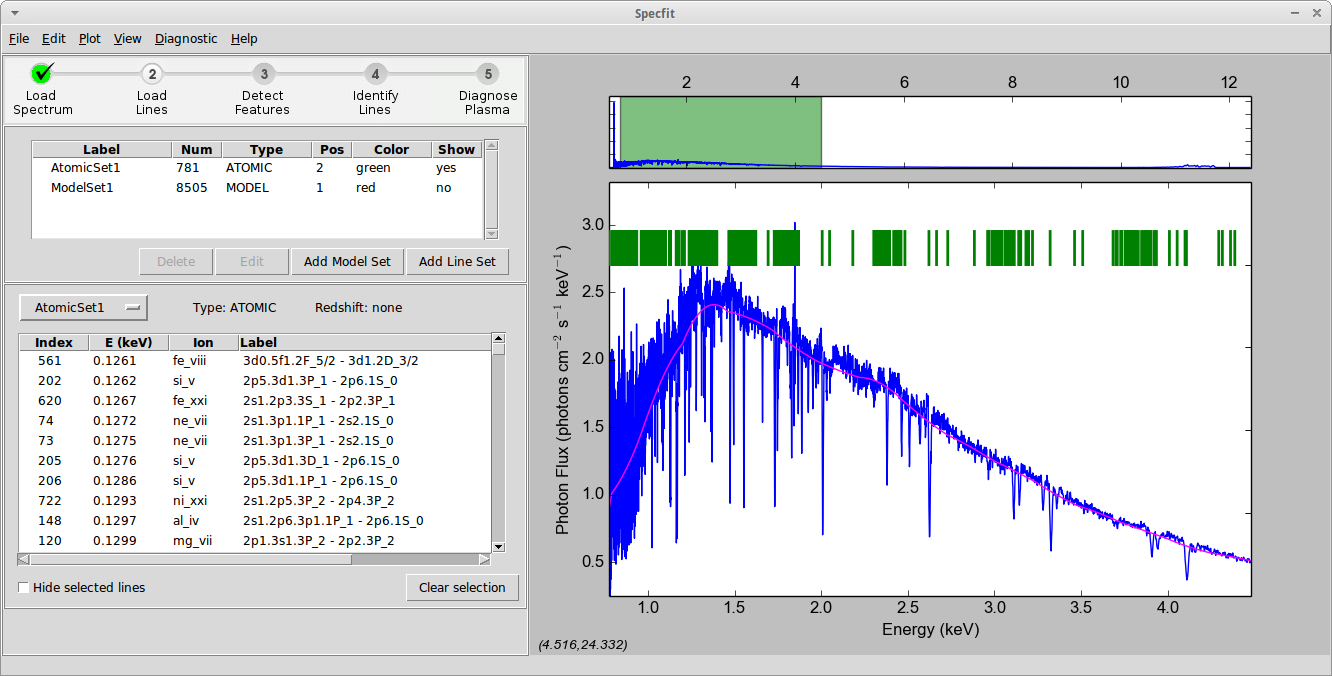 Specfit
File Edit Plot View Diagnostic Help
2 3 4 5
Load Spectrum Load Lines Detect Features Identify Lines Diagnose Plasma
Label Num Type Pos Color Show
AtomicSet1 781 ATOMIC 2 green yes
ModelSet1 8505 MODEL 1 red no
Delete Edit Add Model Set Add Line Set
AtomicSet1 Type: ATOMIC Redshift: none
Index E (keV) Ion Label
561 0.1261 fe_viii 3d0.5f1.2F_5/2 - 3d1.2D_3/2
202 0.1262 si_v 2p5.3d1.3P_1 - 2p6.1S_0
620 0.1267 fe_xxi 2s1.2p3.3S_1 - 2p2.3P_1
74 0.1272 ne_vii 2s1.3p1.1P_1 - 2s2.1S_0
73 0.1275 ne_vii 2s1.3p1.3P_1 - 2s2.1S_0
205 0.1276 si_v 2p5.3d1.3D_1 - 2p6.1S_0
206 0.1286 si_v 2p5.3d1.1P_1 - 2p6.1S_0
722 0.1293 ni_xxi 2s1.2p5.3P_2 - 2p4.3P_2
148 0.1297 al_iv 2s1.2p6.3p1.1P_1 - 2p6.1S_0
120 0.1299 mg_vii 2p1.3s1.3P_2 - 2p2.3P_2
Hide selected lines Clear selection
2 4 6 8 10 12
3.0
2.5
2.0
1.5
1.0
0.5
Photon Flux (photons cm−2 s−1 keV−1)
1.0 1.5 2.0 2.5 3.0 3.5 4.0
Energy (keV)
(4.516,24.332)